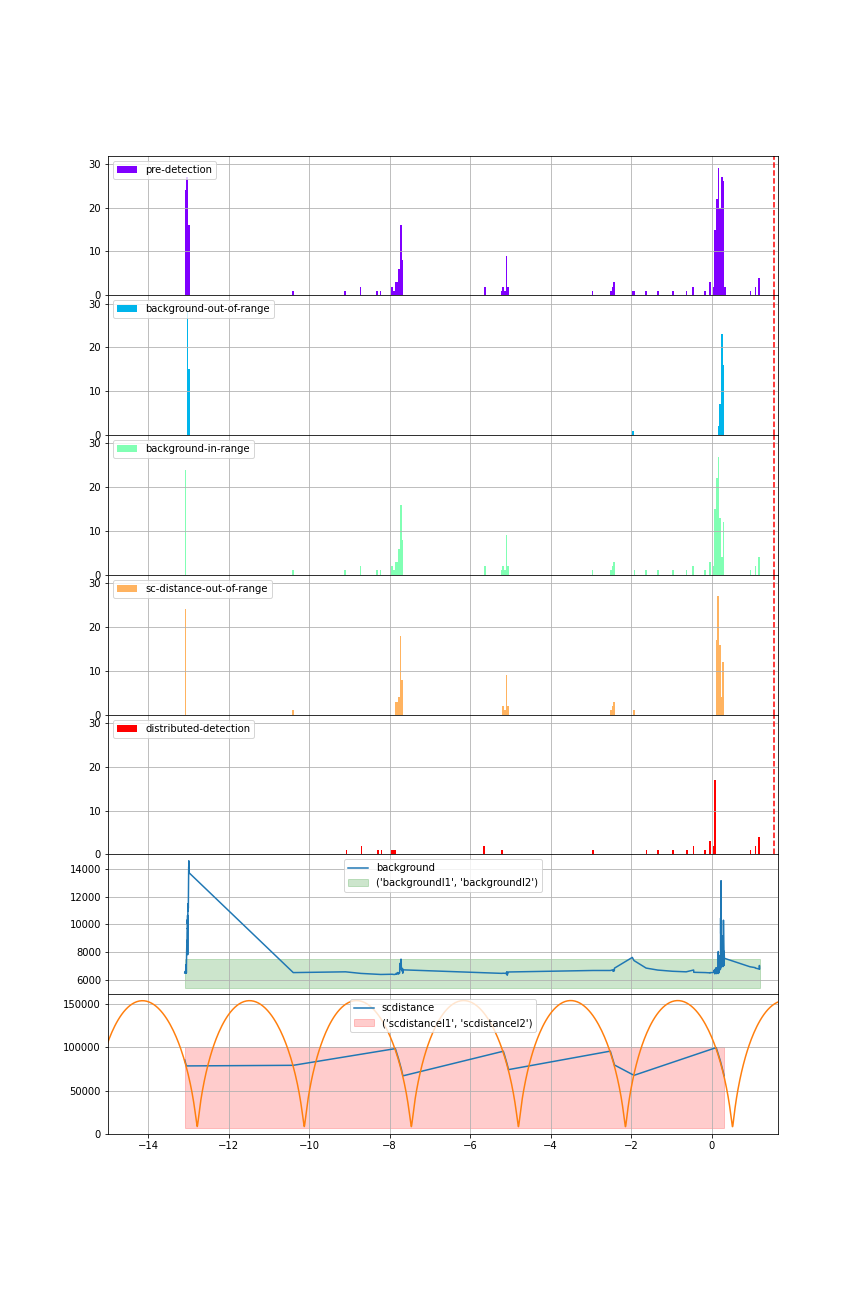 30
pre-detection
20
10
0
30
background-out-of-range
20
10
0
30
background-in-range
20
10
0
30
sc-distance-out-of-range
20
10
0
30
distributed-detection
20
10
0
14000
background
('backgroundl1', 'backgroundl2')
12000
10000
8000
6000
150000
scdistance
('scdistancel1', 'scdistancel2')
100000
50000
0
−14 −12 −10 −8 −6 −4 −2 0